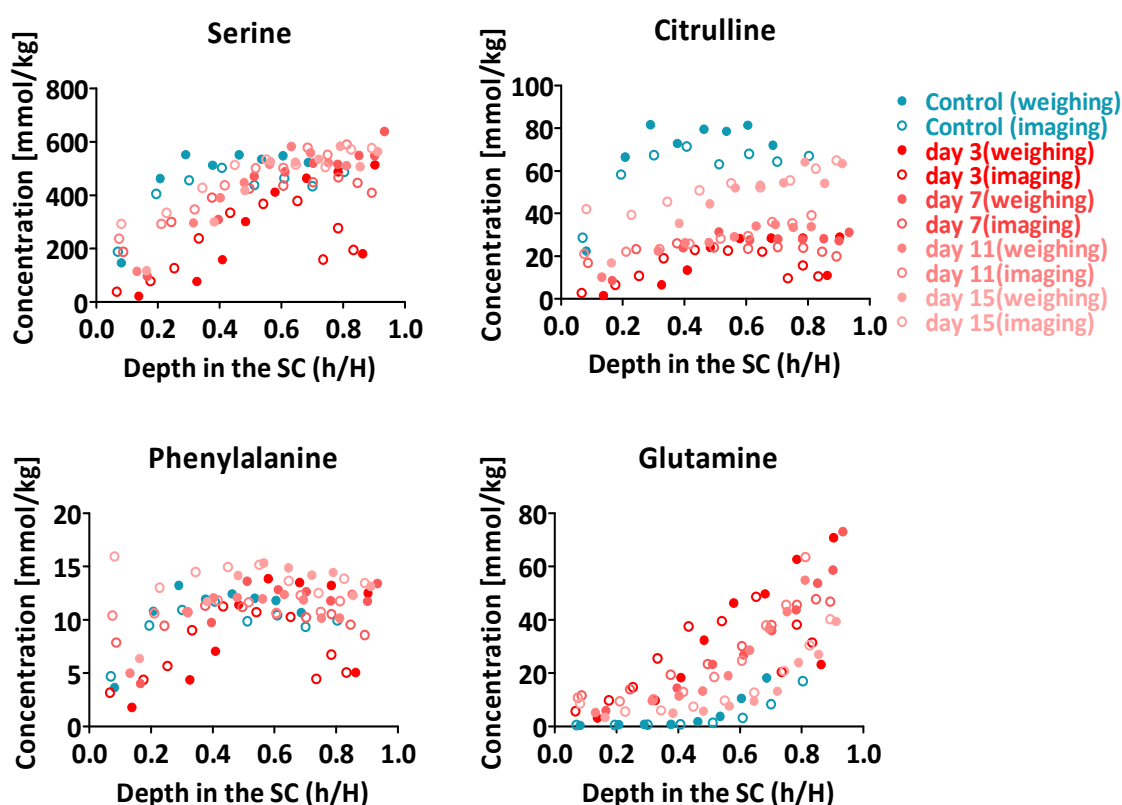 Serine
Concentration [mmol/kg]
800
600
400
200
0
0.0 0.2 0.4 0.6 0.8 1.0
Depth in the SC (h/H)
Citrulline
Concentration [mmol/kg]
100
80
60
40
20
0
0.0 0.2 0.4 0.6 0.8 1.0
Depth in the SC (h/H)
Control (weighing)
Control (imaging)
day 3(weighing)
day 3(imaging)
day 7(weighing)
day 7(imaging)
day 11(weighing)
day 11(imaging)
day 15(weighing)
day 15(imaging)
Phenylalanine
Concentration [mmol/kg]
20
15
10
5
0
0.0 0.2 0.4 0.6 0.8 1.0
Depth in the SC (h/H)
Glutamine
Concentration [mmol/kg]
80
60
40
20
0
0.0 0.2 0.4 0.6 0.8 1.0
Depth in the SC (h/H)